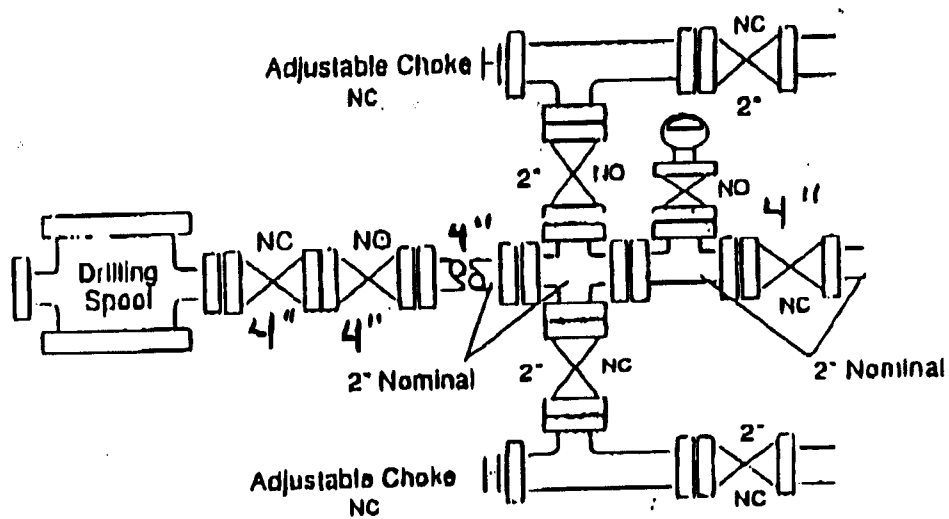 NC
Adjustable Choke
NC
2"
2" NO
NO
4"
NC NO 4"
Drilling
Spool
4" 4"
NC
2" Nominal
2" NC
2" Nominal
2"
Adjustable Choke
NC
NC